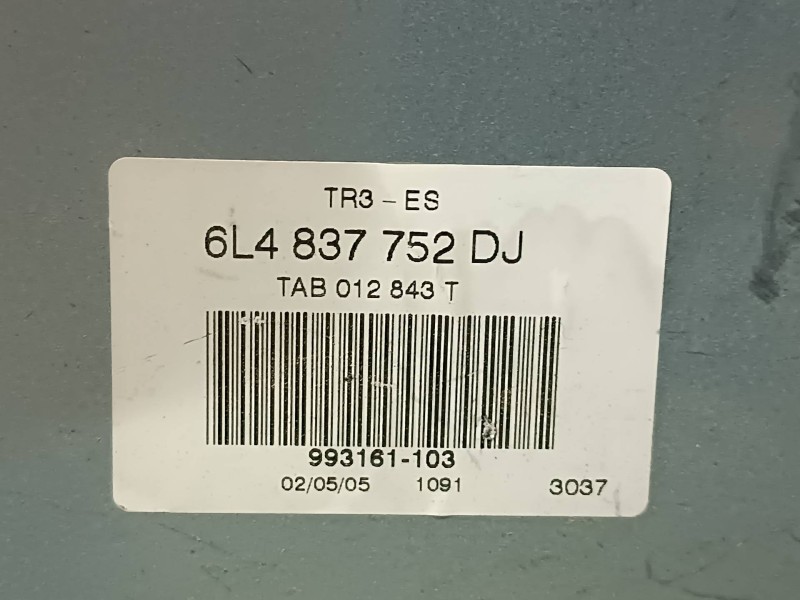 TR3 - ES
6L4 837 752 DJ
TAB 012 843 T
993161-103
02/05/05 1091 3037